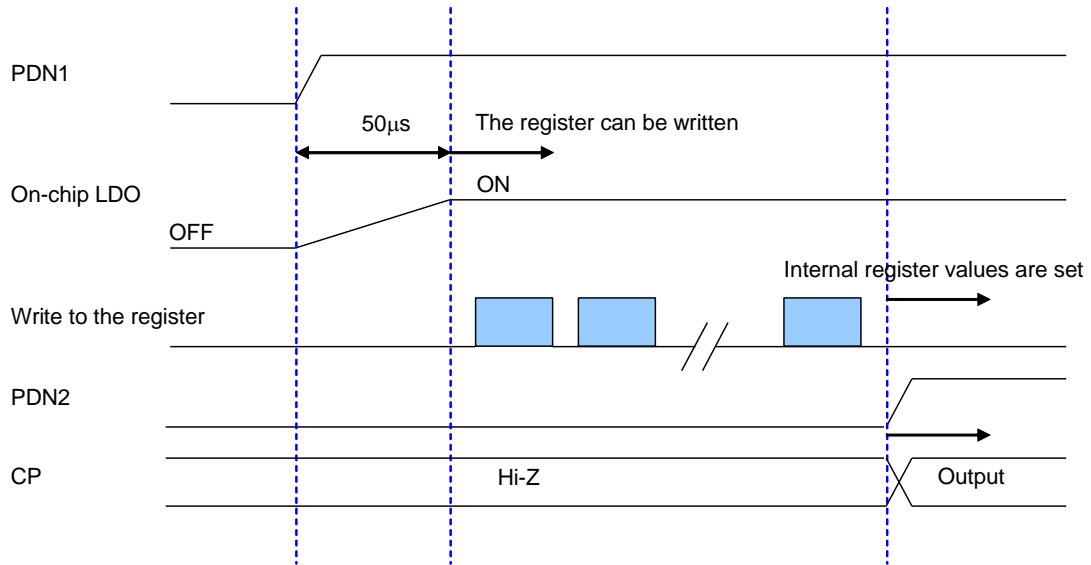 PDN1
50μs
The register can be written
On-chip LDO
ON
OFF
Internal register values are set
Write to the register
PDN2
CP
Hi-Z
Output